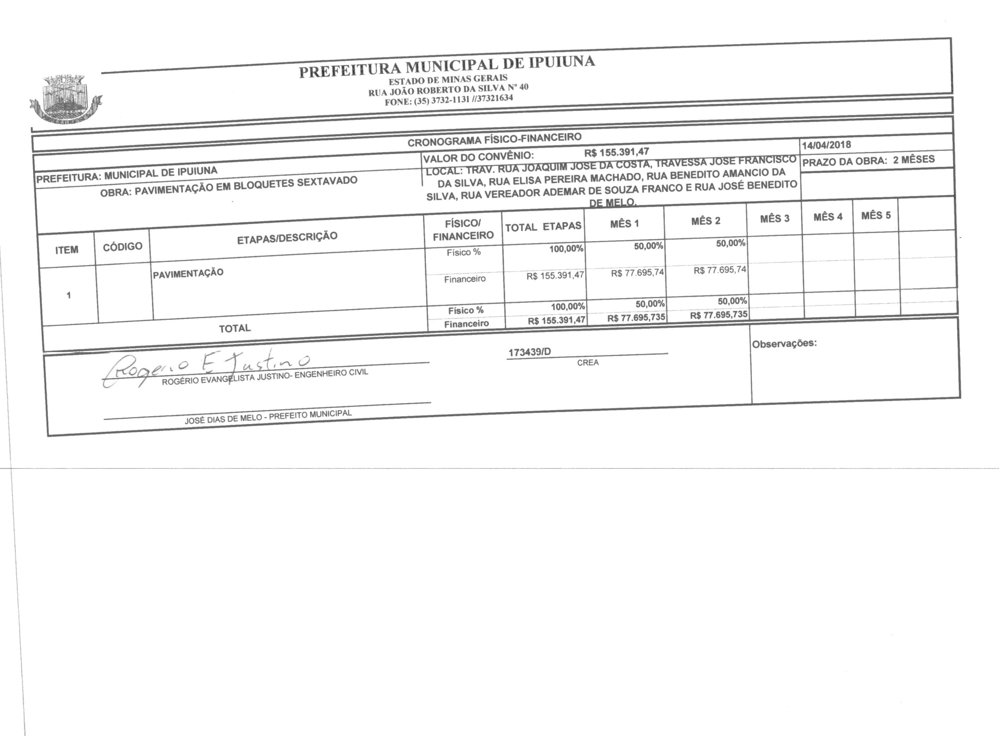 PREFEITURA MUNICIPAL DE IPUIUNA
ESTADO DE MINAS GERAIS
RUA JOÃO ROBERTO DA SILVA Nº 40
FONE: (35) 3732-1131 //37321634
CRONOGRAMA FÍSICO-FINANCEIRO
PREFEITURA: MUNICIPAL DE IPUIUNA
VALOR DO CONVÊNIO: R$ 155.391,47
14/04/2018
OBRA: PAVIMENTAÇÃO EM BLOQUETES SEXTAVADO
LOCAL: TRAV. RUA JOAQUIM JOSE DA COSTA, TRAVESSA JOSE FRANCISCO
DA SILVA, RUA ELISA PEREIRA MACHADO, RUA BENEDITO AMANCIO DA
SILVA, RUA VEREADOR ADEMAR DE SOUZA FRANCO E RUA JOSÉ BENEDITO
DE MELO.
PRAZO DA OBRA: 2 MÊSES
ITEM CÓDIGO ETAPAS/DESCRIÇÃO FÍSICO/ FINANCEIRO TOTAL ETAPAS MÊS 1 MÊS 2 MÊS 3 MÊS 4 MÊS 5
1 PAVIMENTAÇÃO Físico % 100,00% 50,00% 50,00%
Financeiro R$ 155.391,47 R$ 77.695,74 R$ 77.695,74
TOTAL Físico % 100,00% 50,00% 50,00%
Financeiro R$ 155.391,47 R$ 77.695,735 R$ 77.695,735
Rogerio E Justino
ROGÉRIO EVANGELISTA JUSTINO- ENGENHEIRO CIVIL
173439/D
CREA
Observações:
JOSÉ DIAS DE MELO - PREFEITO MUNICIPAL